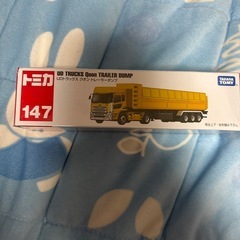 トミカ
147
UD TRUCKS Quon TRAILER DUMP
UDトラックス クオン トレーラーダンプ
TAKARA TOMY